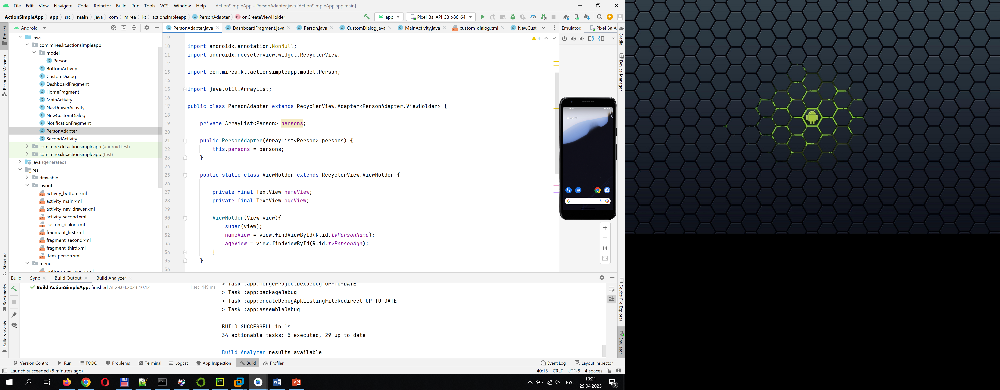 File Edit View Navigate Code Refactor Build Run Tools VCS Window Help ActionSimpleApp - PersonAdapter.java [ActionSimpleApp.app.main]
ActionSimpleApp app src main java com mirea kt actionsimpleapp PersonAdapter onCreateViewHolder app Pixel_3a_API_33_x86_64
Android
PersonAdapter.java DashboardFragment.java Person.java CustomDialog.java MainActivity.java custom_dialog.xml NewCust
Emulator: Pixel 3a AI
Project
Resource Manager
Structure
Bookmarks
Build Variants
java
com.mirea.kt.actionsimpleapp
model
Person
BottomActivity
CustomDialog
DashboardFragment
HomeFragment
MainActivity
NavDrawerActivity
NewCustomDialog
NotificationFragment
PersonAdapter
SecondActivity
com.mirea.kt.actionsimpleapp (androidTest)
com.mirea.kt.actionsimpleapp (test)
java (generated)
res
drawable
layout
activity_bottom.xml
activity_main.xml
activity_nav_drawer.xml
activity_second.xml
custom_dialog.xml
fragment_first.xml
fragment_second.xml
fragment_third.xml
item_person.xml
menu
bottom_nav_menu.xml
4
9
10 import androidx.annotation.NonNull;
11 import androidx.recyclerview.widget.RecyclerView;
12
13 import com.mirea.kt.actionsimpleapp.model.Person;
14
15 import java.util.ArrayList;
16
17 public class PersonAdapter extends RecyclerView.Adapter<PersonAdapter.ViewHolder> {
18
19 private ArrayList<Person> persons;
20
21 public PersonAdapter(ArrayList<Person> persons) {
22 this.persons = persons;
23 }
24
25 public static class ViewHolder extends RecyclerView.ViewHolder {
26
27 private final TextView nameView;
28 private final TextView ageView;
29
30 ViewHolder(View view){
31 super(view);
32 nameView = view.findViewById(R.id.tvPersonName);
33 ageView = view.findViewById(R.id.tvPersonAge);
34 }
35 }
36
1:1
Gradle
Device Manager
Device File Explorer
Emulator
Build: Sync Build Output Build Analyzer
Build ActionSimpleApp: finished At 29.04.2023 10:12 1 sec, 449 ms
> Task :app:mergeProjectDexDebug UP-TO-DATE
> Task :app:packageDebug
> Task :app:createDebugApkListingFileRedirect UP-TO-DATE
> Task :app:assembleDebug
BUILD SUCCESSFUL in 1s
34 actionable tasks: 5 executed, 29 up-to-date
Build Analyzer results available
Version Control Run TODO Problems Terminal Logcat App Inspection Build Profiler Event Log Layout Inspector
Launch succeeded (8 minutes ago) 40:15 CRLF UTF-8 4 spaces
РУС
10:21
29.04.2023
3